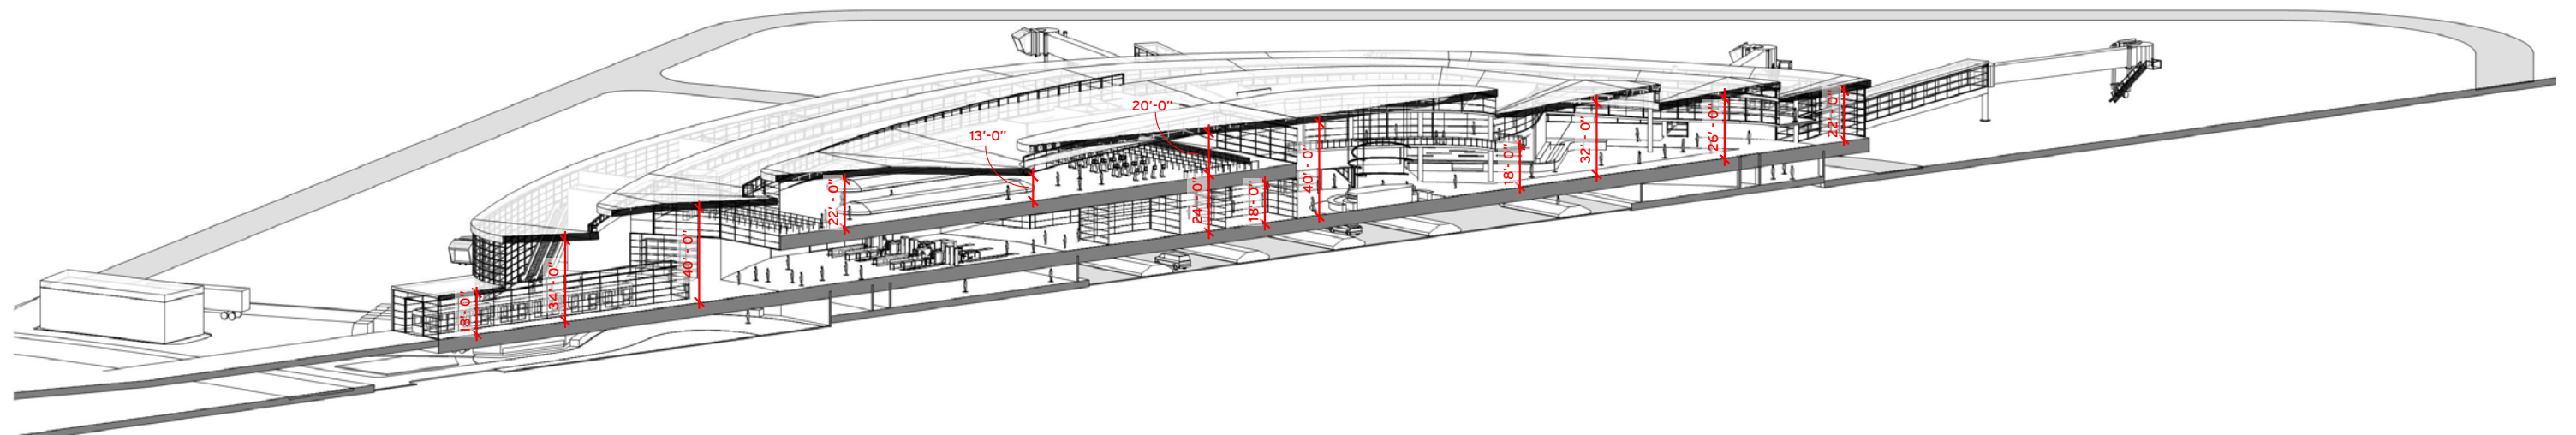 18' - 0"
34' - 0"
40' - 0"
22' - 0"
13'-0"
20'-0"
24' - 0"
18' - 0"
40' - 0"
18' - 0"
32' - 0"
26' - 0"
22' - 0"